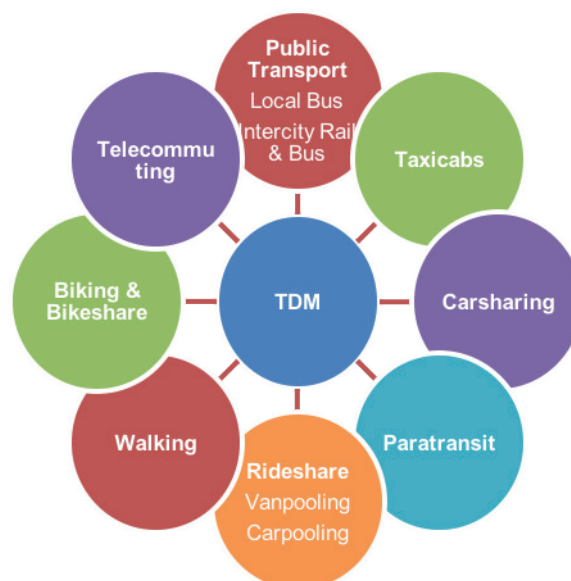 Public
Transport
Local Bus
Intercity Rail
& Bus
Taxicabs
Carsharing
Paratransit
Rideshare
Vanpooling
Carpooling
Walking
Biking &
Bikeshare
Telecommu
ting
TDM